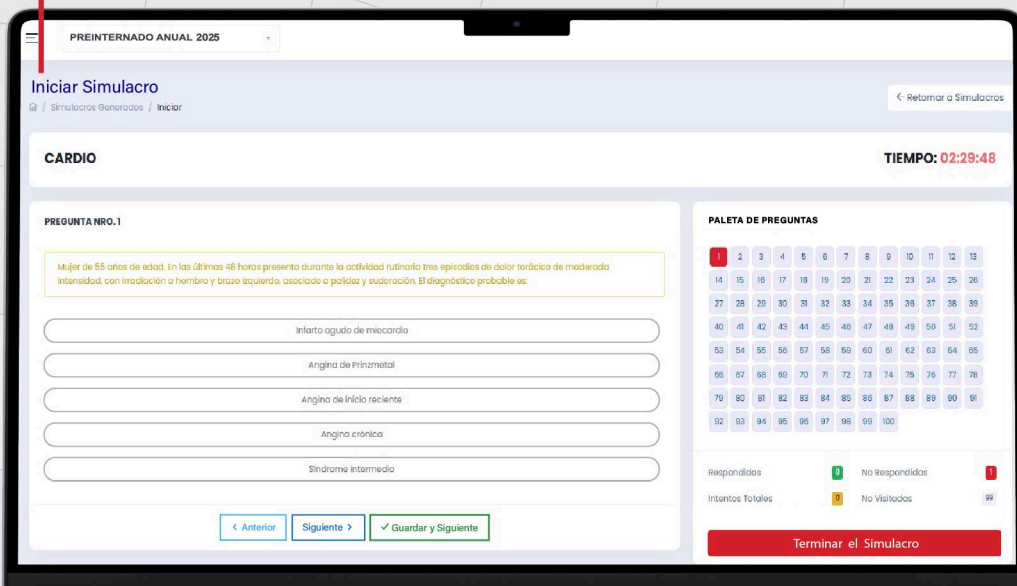 PREINTERNADO ANUAL 2025
Iniciar Simulacro
/ Simulacros Generados / Iniciar
← Retornar a Simulacros
CARDIO
TIEMPO: 02:29:48
PREGUNTA NRO. 1
Mujer de 55 años de edad. En las últimas 48 horas presenta durante la actividad rutinaria tres episodios de dolor torácico de moderada
intensidad, con irradiación a hombro y brazo izquierdo, asociado a palidez y sudoración. El diagnóstico probable es:
Infarto agudo de miocardio
Angina de Prinzmetal
Angina de inicio reciente
Angina crónica
Síndrome intermedio
< Anterior
Siguiente >
✓ Guardar y Siguiente
PALETA DE PREGUNTAS
1 2 3 4 5 6 7 8 9 10 11 12 13
14 15 16 17 18 19 20 21 22 23 24 25 26
27 28 29 30 31 32 33 34 35 36 37 38 39
40 41 42 43 44 45 46 47 48 49 50 51 52
53 54 55 56 57 58 59 60 61 62 63 64 65
66 67 68 69 70 71 72 73 74 75 76 77 78
79 80 81 82 83 84 85 86 87 88 89 90 91
92 93 94 95 96 97 98 99 100
Respondidas 0 No Respondidas 1
Intentos Totales 0 No Visitadas 99
Terminar el Simulacro